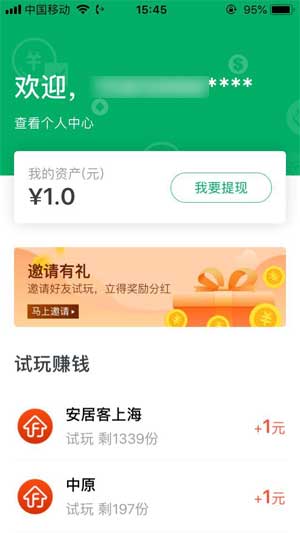 中国移动 15:45 95%
欢迎，****
查看个人中心
我的资产(元)
¥1.0
我要提现
邀请有礼
邀请好友试玩，立得奖励分红
马上邀请
试玩赚钱
安居客上海
试玩 剩1339份
+1元
中原
试玩 剩197份
+1元